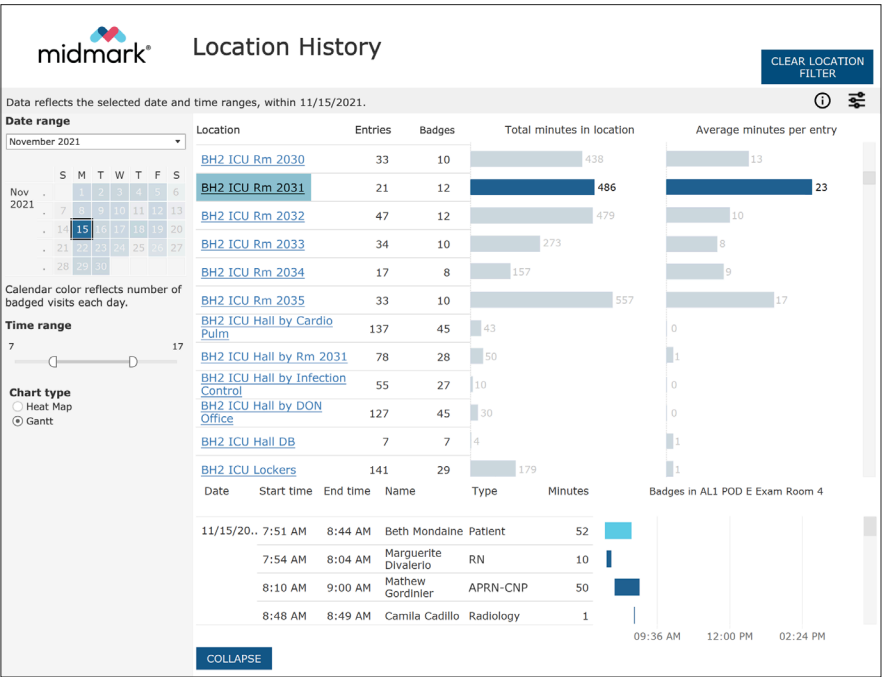 midmark®
Location History
CLEAR LOCATION
FILTER
Data reflects the selected date and time ranges, within 11/15/2021.
Date range
November 2021
S M T W T F S
Nov
2021
. 1 2 3 4 5 6
. 7 8 9 10 11 12 13
. 14 15 16 17 18 19 20
. 21 22 23 24 25 26 27
. 28 29 30
Calendar color reflects number of
badged visits each day.
Time range
7 17
Chart type
Heat Map
Gantt
Location Entries Badges Total minutes in location Average minutes per entry
BH2 ICU Rm 2030 33 10 438 13
BH2 ICU Rm 2031 21 12 486 23
BH2 ICU Rm 2032 47 12 479 10
BH2 ICU Rm 2033 34 10 273 8
BH2 ICU Rm 2034 17 8 157 9
BH2 ICU Rm 2035 33 10 557 17
BH2 ICU Hall by Cardio
Pulm 137 45 43 0
BH2 ICU Hall by Rm 2031 78 28 50 1
BH2 ICU Hall by Infection
Control 55 27 10 0
BH2 ICU Hall by DON
Office 127 45 30 0
BH2 ICU Hall DB 7 7 4 1
BH2 ICU Lockers 141 29 179 1
Date Start time End time Name Type Minutes Badges in AL1 POD E Exam Room 4
11/15/20.. 7:51 AM 8:44 AM Beth Mondaine Patient 52
7:54 AM 8:04 AM Marguerite
Divalerio RN 10
8:10 AM 9:00 AM Mathew
Gordinier APRN-CNP 50
8:48 AM 8:49 AM Camila Cadillo Radiology 1
09:36 AM 12:00 PM 02:24 PM
COLLAPSE